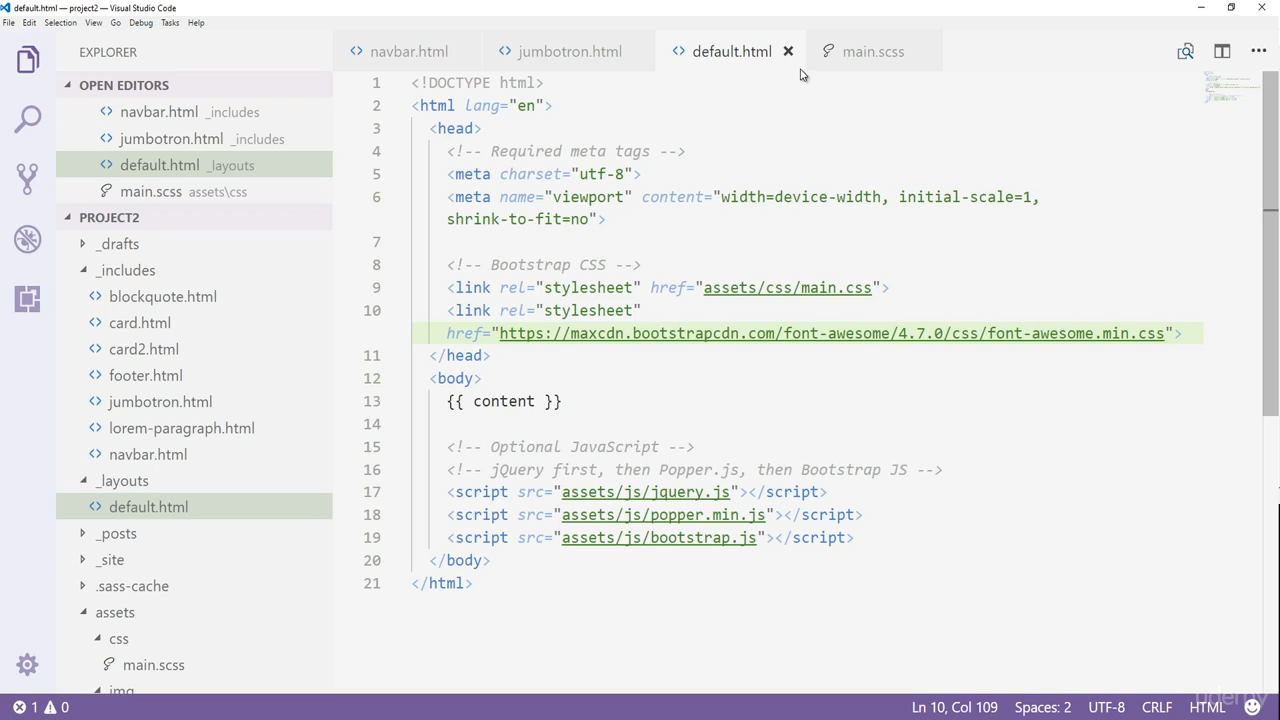 default.html — project2 — Visual Studio Code
File Edit Selection View Go Debug Tasks Help
EXPLORER
OPEN EDITORS
navbar.html _includes
jumbotron.html _includes
default.html _layouts
main.scss assets\css
PROJECT2
_drafts
_includes
blockquote.html
card.html
card2.html
footer.html
jumbotron.html
lorem-paragraph.html
navbar.html
_layouts
default.html
_posts
_site
.sass-cache
assets
css
main.scss
img
navbar.html jumbotron.html default.html main.scss
1 <!DOCTYPE html>
2 <html lang="en">
3 <head>
4 <!-- Required meta tags -->
5 <meta charset="utf-8">
6 <meta name="viewport" content="width=device-width, initial-scale=1,
shrink-to-fit=no">
7
8 <!-- Bootstrap CSS -->
9 <link rel="stylesheet" href="assets/css/main.css">
10 <link rel="stylesheet"
href="https://maxcdn.bootstrapcdn.com/font-awesome/4.7.0/css/font-awesome.min.css">
11 </head>
12 <body>
13 {{ content }}
14
15 <!-- Optional JavaScript -->
16 <!-- jQuery first, then Popper.js, then Bootstrap JS -->
17 <script src="assets/js/jquery.js"></script>
18 <script src="assets/js/popper.min.js"></script>
19 <script src="assets/js/bootstrap.js"></script>
20 </body>
21 </html>
1 0 Ln 10, Col 109 Spaces: 2 UTF-8 CRLF HTML
udemy